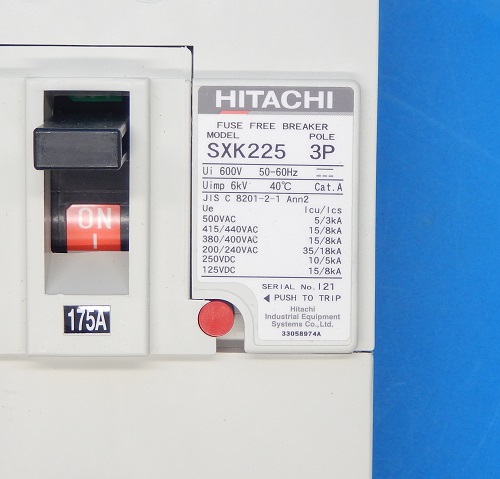 HITACHI
FUSE FREE BREAKER
MODEL POLE
SXK225 3P
Ui 600V 50-60Hz ⎓
Uimp 6kV 40℃ Cat.A
JIS C 8201-2-1 Ann2
Ue Icu/Ics
500VAC 5/3kA
415/440VAC 15/8kA
380/400VAC 15/8kA
200/240VAC 35/18kA
250VDC 10/5kA
125VDC 15/8kA
SERIAL No. I21
◀ PUSH TO TRIP
Hitachi
Industrial Equipment
Systems Co.,Ltd.
33058974A
ON
I
175A